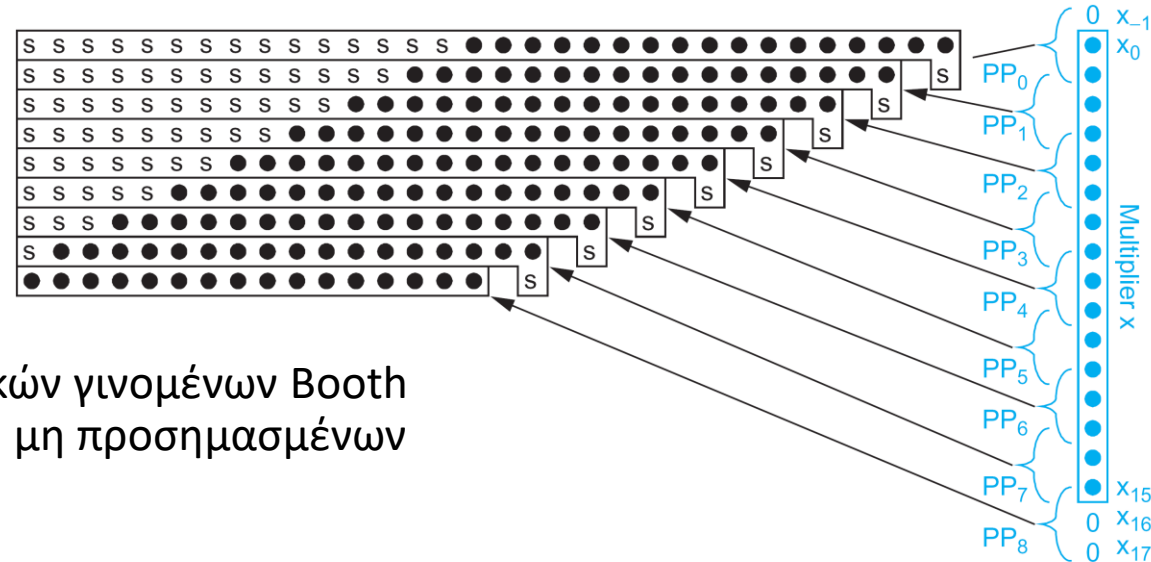 s s s s s s s s s s s s s s s
s s s s s s s s s s s s s s
s s s s s s s s s s s s
s s s s s s s s s s
s s s s s s s s
s s s s s s
s s s s
s s
s
0 x₋₁
x₀
PP₀
PP₁
PP₂
PP₃
PP₄
PP₅
PP₆
PP₇
x₁₅
0 x₁₆
PP₈
0 x₁₇
Multiplier x
κών γινομένων Booth
μη προσημασμένων